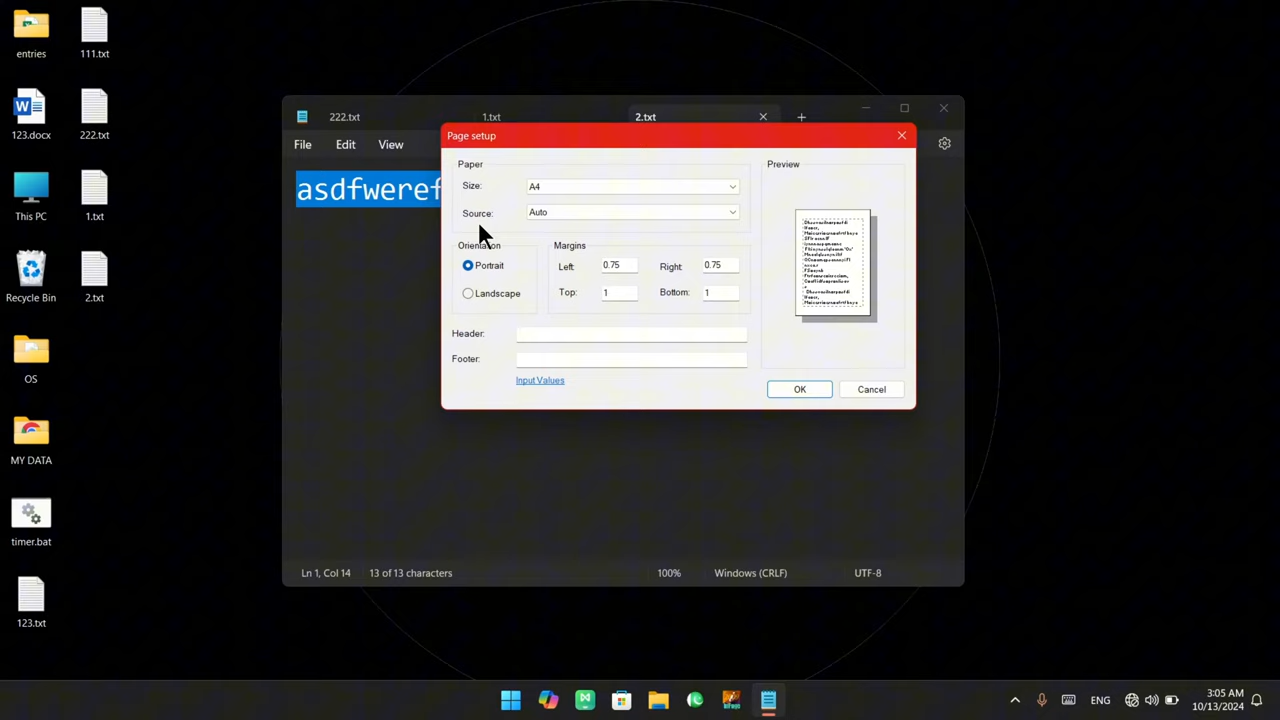 entries
111.txt
123.docx
222.txt
This PC
1.txt
Recycle Bin
2.txt
OS
MY DATA
timer.bat
123.txt
222.txt
1.txt
2.txt
File
Edit
View
asdfweref
Page setup
Paper
Size:
A4
Source:
Auto
Orientation
Portrait
Landscape
Margins
Left:
0.75
Right:
0.75
1
Bottom:
1
Header:
Footer:
Input Values
Preview
OK
Cancel
Ln 1, Col 14
13 of 13 characters
100%
Windows (CRLF)
UTF-8
ENG
3:05 AM
10/13/2024